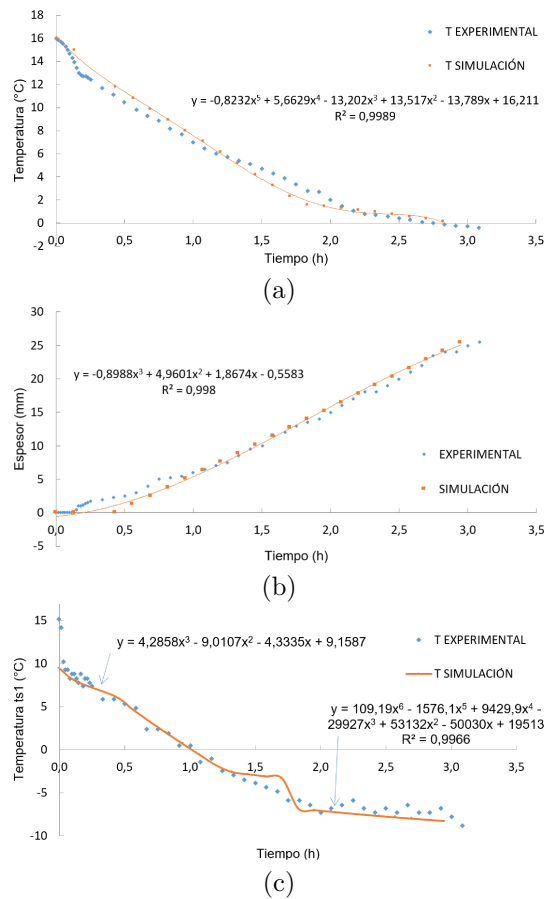 16
14
12
10
8
6
4
2
0
-2
0,0
0,5
1,0
1,5
2,0
2,5
3,0
3,5
Temperatura (°C)
Tiempo (h)
T EXPERIMENTAL
T SIMULACIÓN
y = -0,8232x⁵ + 5,6629x⁴ - 13,202x³ + 13,517x² - 13,789x + 16,211
R² = 0,9989
18
(a)
30
25
20
15
10
5
0
-5
0,0
0,5
1,0
1,5
2,0
2,5
3,0
3,5
Espesor (mm)
Tiempo (h)
y = -0,8988x³ + 4,9601x² + 1,8674x - 0,5583
R² = 0,998
EXPERIMENTAL
SIMULACIÓN
(b)
15
10
5
0
-5
-10
0,0
0,5
1,0
1,5
2,0
2,5
3,0
3,5
Temperatura ts1 (°C)
Tiempo (h)
y = 4,2858x³ - 9,0107x² - 4,3335x + 9,1587
T EXPERIMENTAL
T SIMULACIÓN
y = 109,19x⁶ - 1576,1x⁵ + 9429,9x⁴ -
29927x³ + 53132x² - 50030x + 19513
R² = 0,9966
(c)